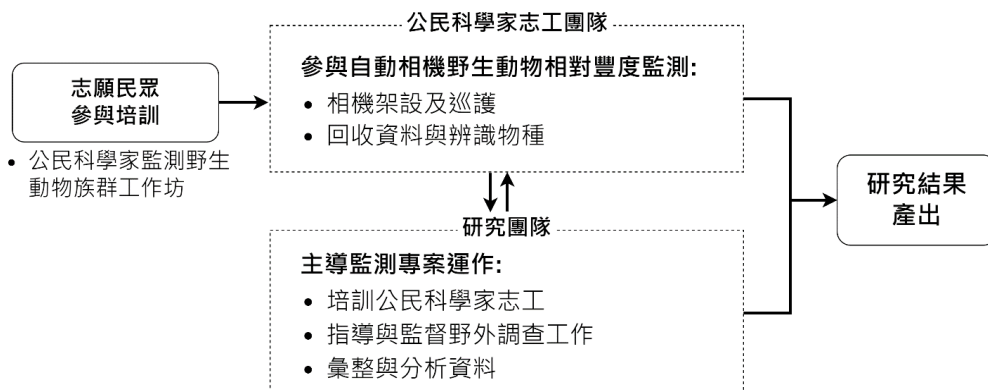 志願民眾
參與培訓
• 公民科學家監測野生
動物族群工作坊
公民科學家志工團隊
參與自動相機野生動物相對豐度監測:
• 相機架設及巡護
• 回收資料與辨識物種
研究團隊
主導監測專案運作:
• 培訓公民科學家志工
• 指導與監督野外調查工作
• 彙整與分析資料
研究結果
產出